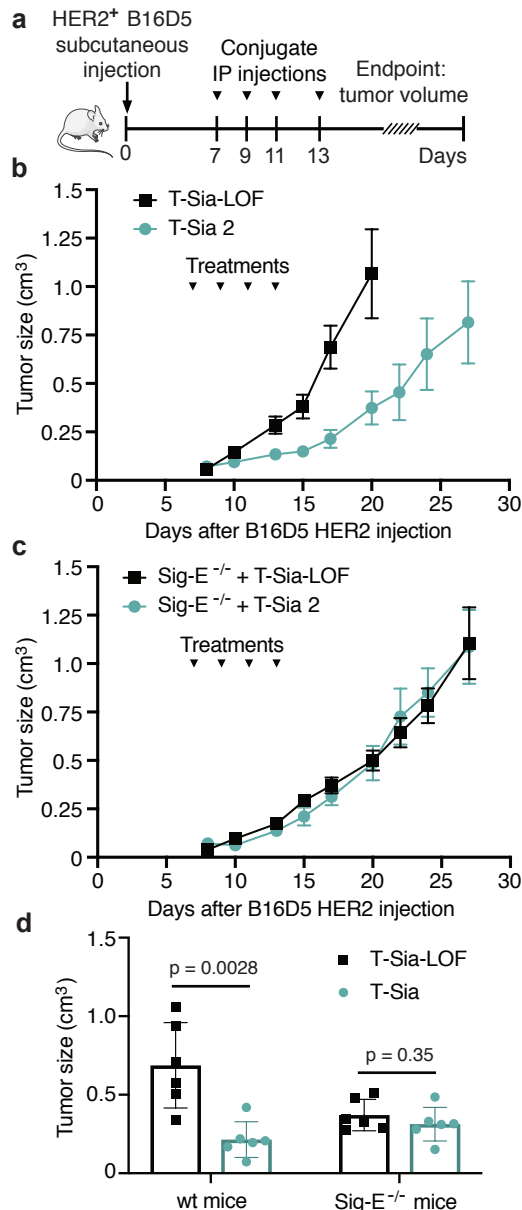 a
HER2⁺ B16D5
subcutaneous
injection
Conjugate
IP injections
Endpoint:
tumor volume
0
7
9
11
13
Days
b
T-Sia-LOF
T-Sia 2
Treatments
Tumor size (cm³)
1.5
1.25
1.0
0.75
0.5
0.25
0
0 5 10 15 20 25 30
Days after B16D5 HER2 injection
c
Sig-E⁻/⁻ + T-Sia-LOF
Sig-E⁻/⁻ + T-Sia 2
Treatments
Tumor size (cm³)
1.5
1.25
1.0
0.75
0.5
0.25
0
0 5 10 15 20 25 30
Days after B16D5 HER2 injection
d
T-Sia-LOF
T-Sia
p = 0.0028
p = 0.35
Tumor size (cm³)
1.5
1.0
0.5
0
wt mice
Sig-E⁻/⁻ mice